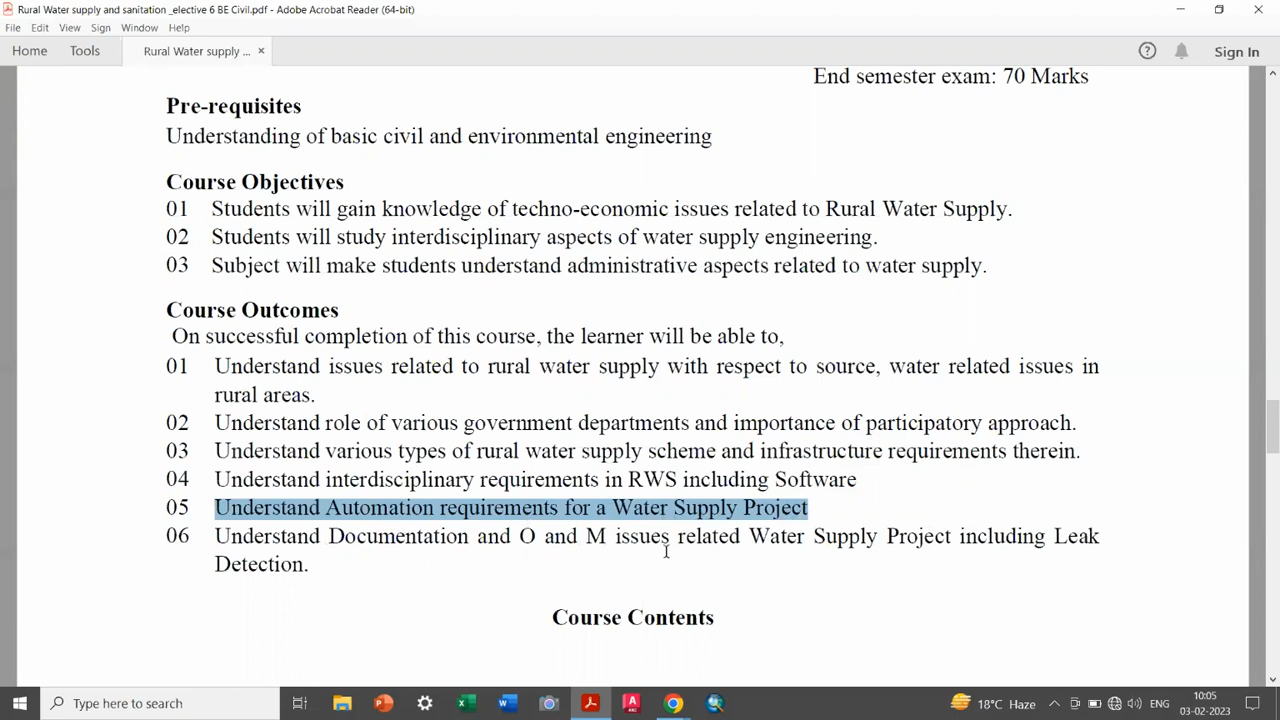 Rural Water supply and sanitation _elective 6 BE Civil.pdf - Adobe Acrobat Reader (64-bit)
File Edit View Sign Window Help
Home Tools Rural Water supply ... × Sign In
End semester exam: 70 Marks
Pre-requisites
Understanding of basic civil and environmental engineering
Course Objectives
01 Students will gain knowledge of techno-economic issues related to Rural Water Supply.
02 Students will study interdisciplinary aspects of water supply engineering.
03 Subject will make students understand administrative aspects related to water supply.
Course Outcomes
On successful completion of this course, the learner will be able to,
01 Understand issues related to rural water supply with respect to source, water related issues in
rural areas.
02 Understand role of various government departments and importance of participatory approach.
03 Understand various types of rural water supply scheme and infrastructure requirements therein.
04 Understand interdisciplinary requirements in RWS including Software
05 Understand Automation requirements for a Water Supply Project
06 Understand Documentation and O and M issues related Water Supply Project including Leak
Detection.
Course Contents
Type here to search
18°C Haze ENG 10:05
03-02-2023